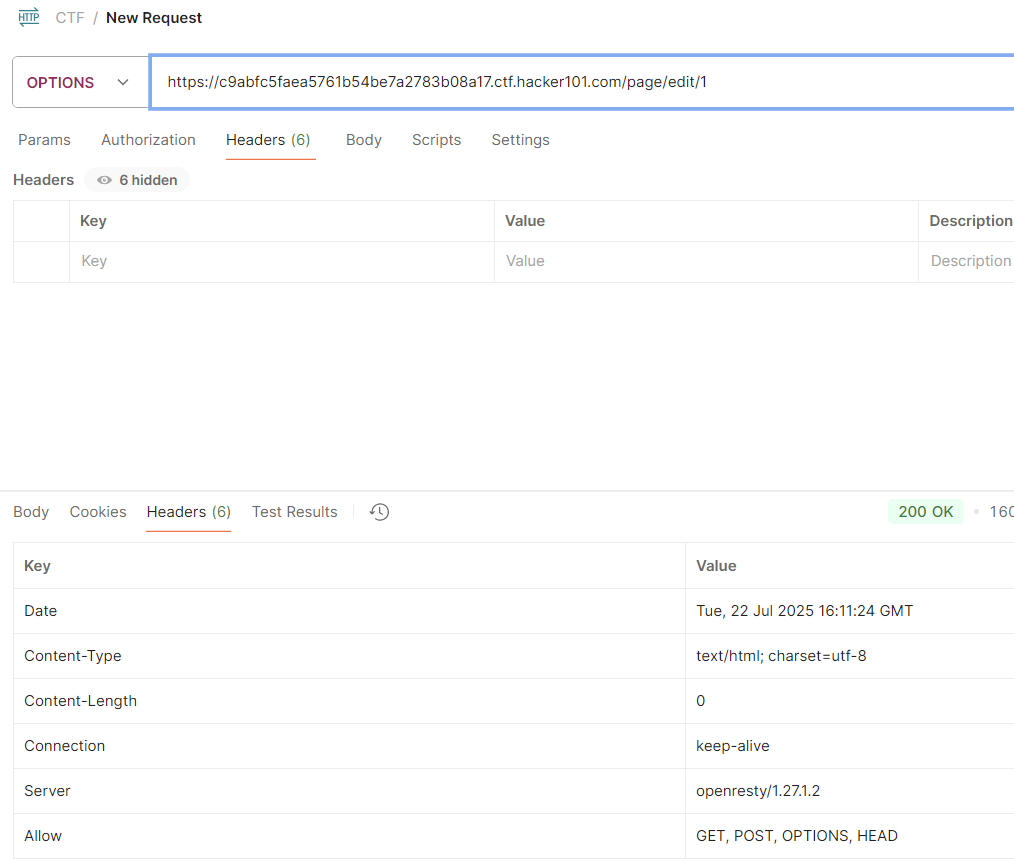 HTTP CTF / New Request
OPTIONS https://c9abfc5faea5761b54be7a2783b08a17.ctf.hacker101.com/page/edit/1
Params Authorization Headers (6) Body Scripts Settings
Headers 6 hidden
Key Value Description
Key Value Description
Body Cookies Headers (6) Test Results 200 OK • 160
Key Value
Date Tue, 22 Jul 2025 16:11:24 GMT
Content-Type text/html; charset=utf-8
Content-Length 0
Connection keep-alive
Server openresty/1.27.1.2
Allow GET, POST, OPTIONS, HEAD